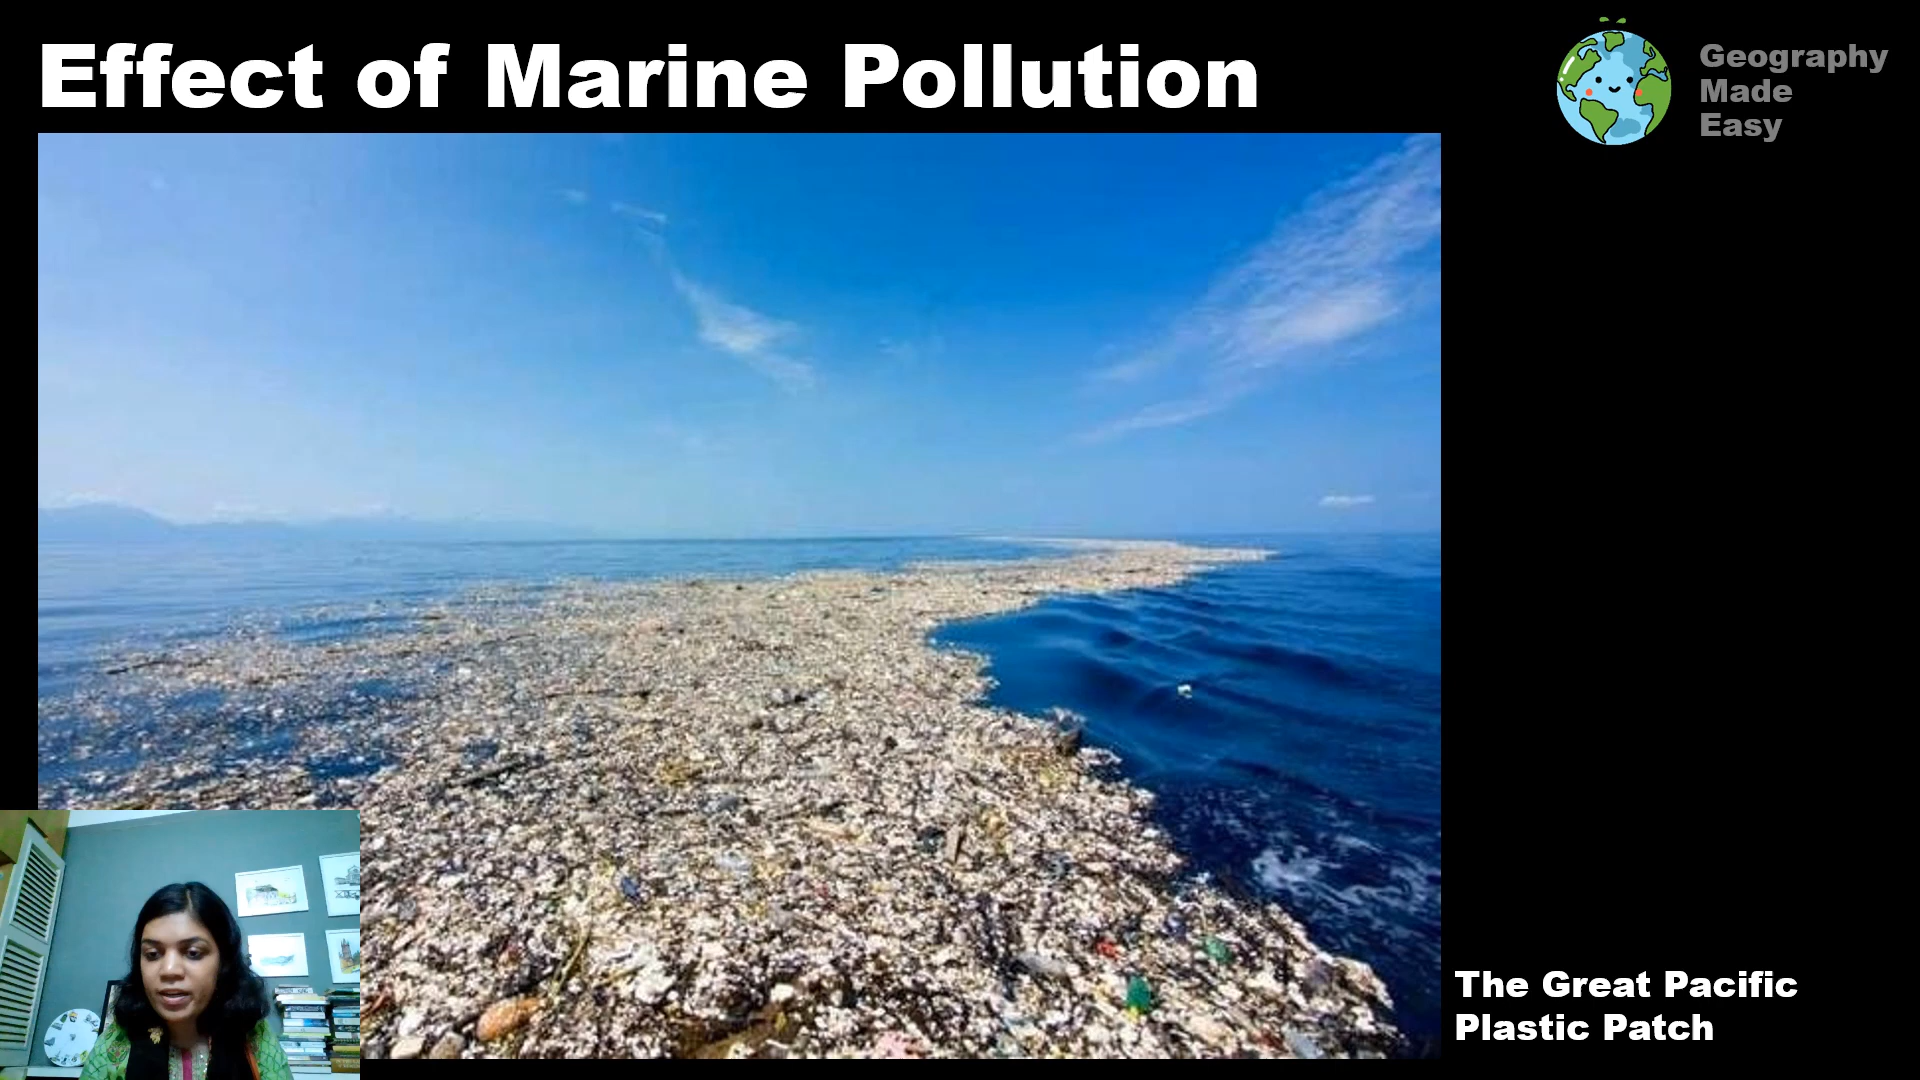 Effect of Marine Pollution
Geography
Made
Easy
The Great Pacific
Plastic Patch